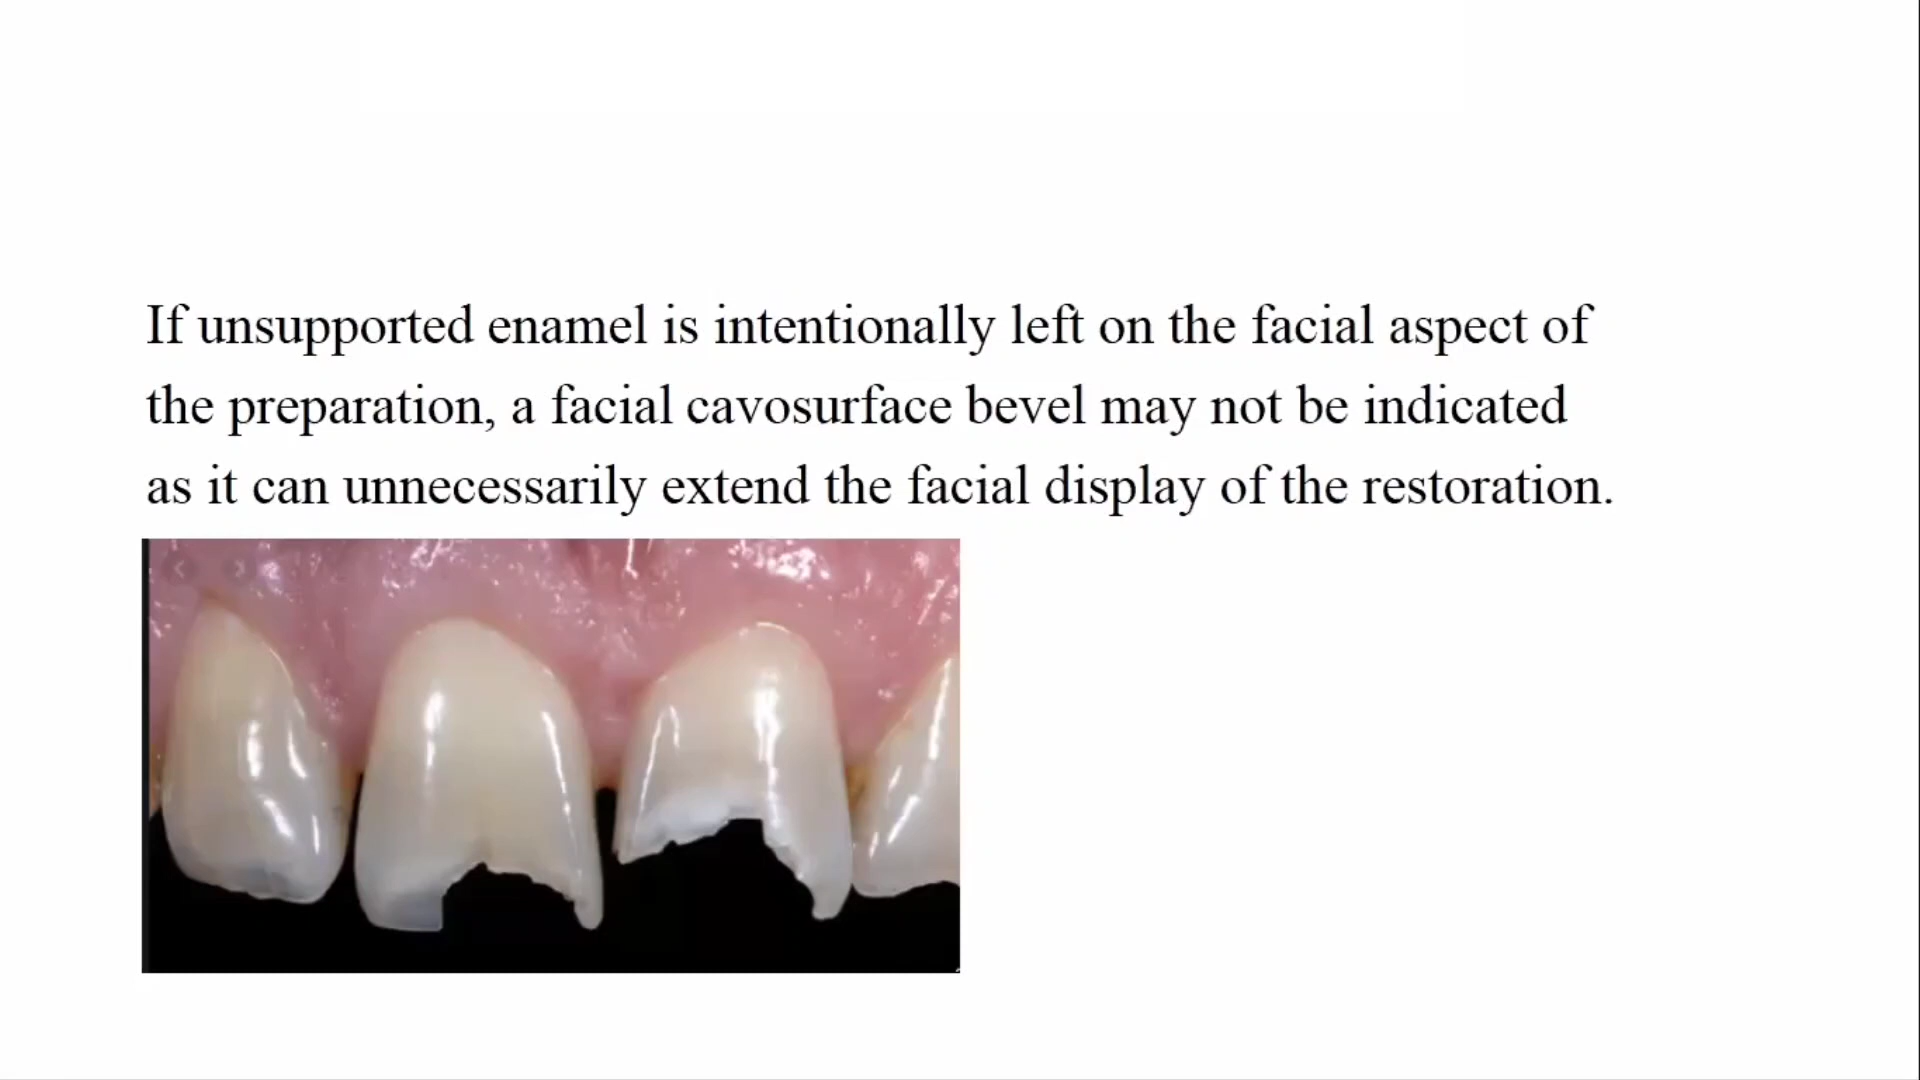 If unsupported enamel is intentionally left on the facial aspect of
the preparation, a facial cavosurface bevel may not be indicated
as it can unnecessarily extend the facial display of the restoration.